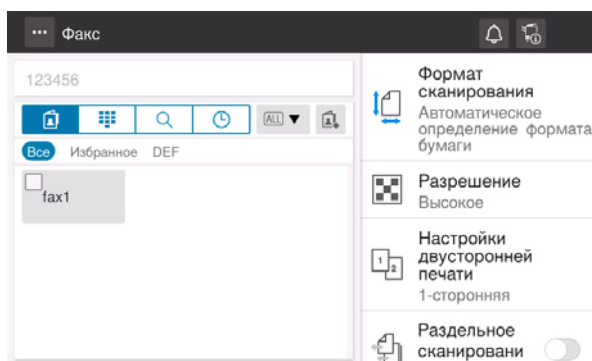 Факс
123456
ALL
Все Избранное DEF
fax1
Формат
сканирования
Автоматическое
определение формата
бумаги
Разрешение
Высокое
Настройки
двусторонней
печати
1-сторонняя
Раздельное
сканировани